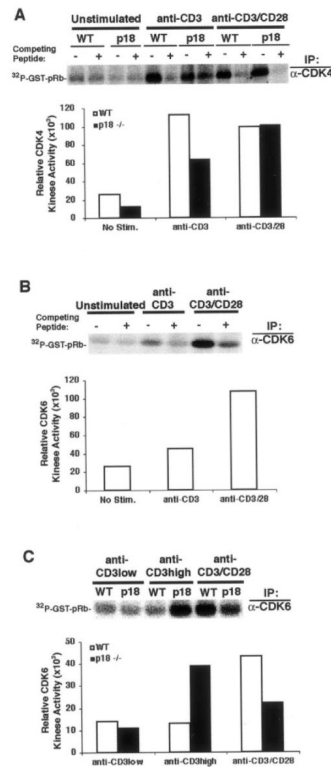 A
Unstimulated anti-CD3 anti-CD3/CD28
WT p18 WT p18 WT p18
Competing Peptide: - + - + - + - + - + - + IP:
³²P-GST-pRb- α-CDK4
Relative CDK4 Kinase Activity (x10³)
120
100
80
60
40
20
0
WT
p18 -/-
No Stim. anti-CD3 anti-CD3/28
B
Unstimulated anti-CD3 anti-CD3/CD28
Competing Peptide: - + - + - + IP:
³²P-GST-pRb- α-CDK6
Relative CDK6 Kinase Activity (x10³)
120
100
80
60
40
20
0
No Stim. anti-CD3 anti-CD3/28
C
anti-CD3low anti-CD3high anti-CD3/CD28
WT p18 WT p18 WT p18 IP:
³²P-GST-pRb- α-CDK6
Relative CDK6 Kinase Activity (x10³)
50
40
30
20
10
0
WT
p18 -/-
anti-CD3low anti-CD3high anti-CD3/CD28